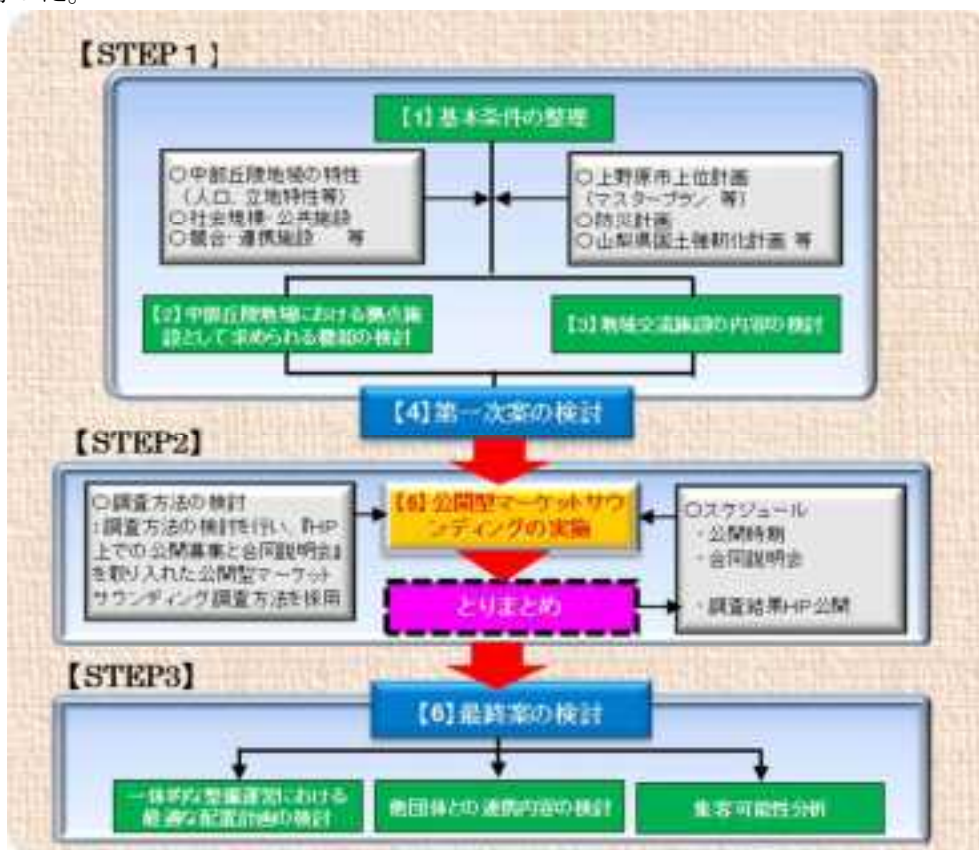 【STEP 1】
【1】基本条件の整理
○中部丘陵地域の特性
（人口、立地特性等）
○社会規模・公共施設
○競合・連携施設　等
○上野原市上位計画
（マスタープラン 等）
○防災計画
○山梨県国土強靭化計画 等
【2】中部丘陵地域における拠点施
設として求められる機能の検討
【3】地域交流施設の内容の検討
【4】第一次案の検討
【STEP2】
○調査方法の検討
：調査方法の検討を行い、『HP
上での公開募集と合同説明会』
を取り入れた公開型マーケット
サウンディング調査方法を採用
【5】公開型マーケットサウ
ンディングの実施
○スケジュール
・公開時期
・合同説明会
・調査結果HP公開
とりまとめ
【STEP3】
【6】最終案の検討
一体的な整備運営における
最適な配置計画の検討
他団体との連携内容の検討
集客可能性分析